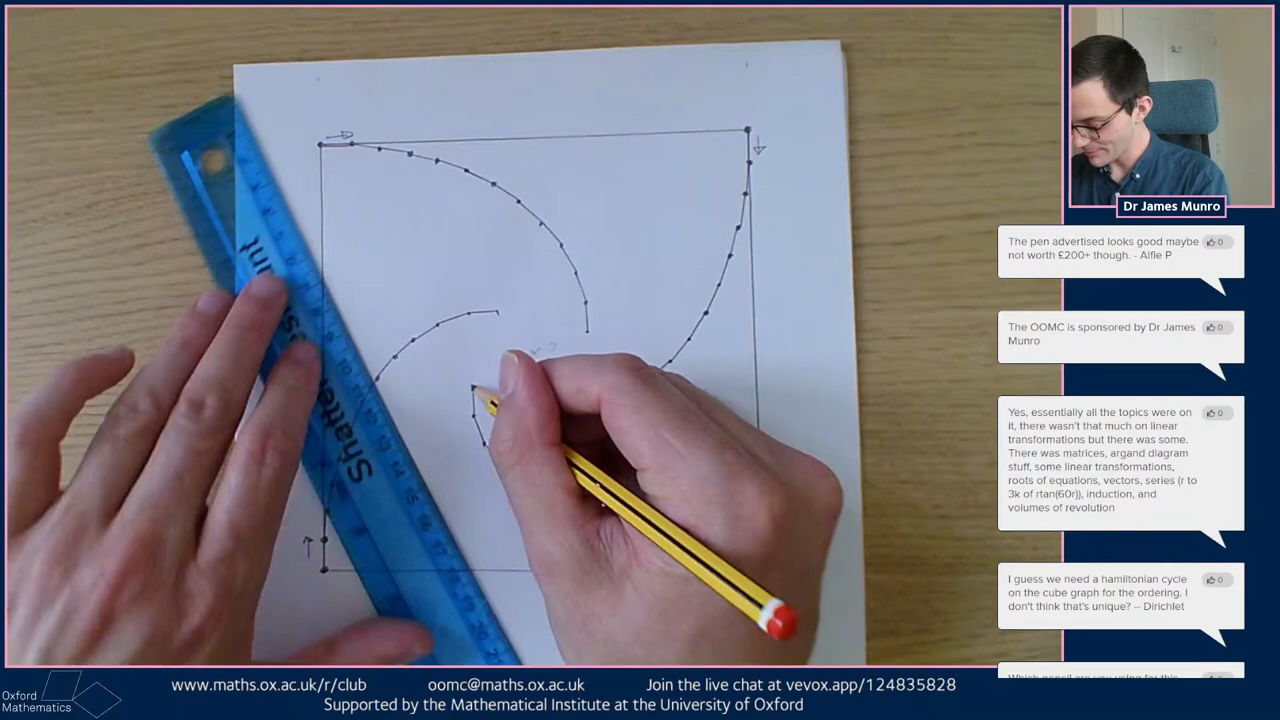 Dr James Munro
The pen advertised looks good maybe
not worth £200+ though. - Alfie P
0
The OOMC is sponsored by Dr James
Munro
0
Yes, essentially all the topics were on
it, there wasn't that much on linear
transformations but there was some.
There was matrices, argand diagram
stuff, some linear transformations,
roots of equations, vectors, series (r to
3k of rtan(60r)), induction, and
volumes of revolution
0
I guess we need a hamiltonian cycle
on the cube graph for the ordering. I
don't think that's unique? -- Dirichlet
0
Shatter
Oxford
Mathematics
www.maths.ox.ac.uk/r/club
oomc@maths.ox.ac.uk
Join the live chat at vevox.app/124835828
Supported by the Mathematical Institute at the University of Oxford